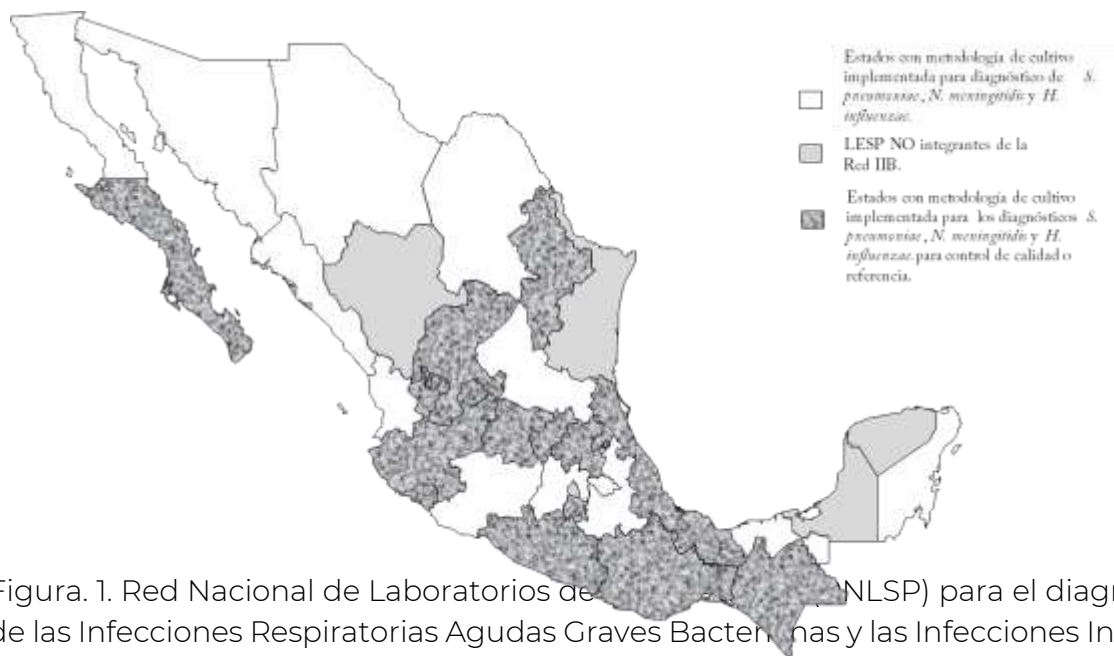 Estados con metodología de cultivo
implementada para diagnóstico de S.
pneumoniae, N. meningitidis y H.
influenzae.
LESP NO integrantes de la
Red IIB.
Estados con metodología de cultivo
implementada para los diagnósticos S.
pneumoniae, N. meningitidis y H.
influenzae. para control de calidad o
referencia.
Figura. 1. Red Nacional de Laboratorios de NLSP) para el diag
de las Infecciones Respiratorias Agudas Graves Bacter nas y las Infecciones In